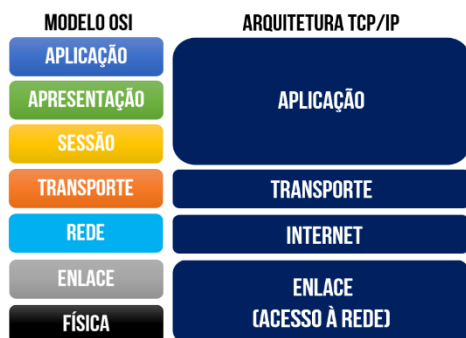 MODELO OSI
ARQUITETURA TCP/IP
APLICAÇÃO
APRESENTAÇÃO
SESSÃO
APLICAÇÃO
TRANSPORTE
TRANSPORTE
REDE
INTERNET
ENLACE
FÍSICA
ENLACE
(ACESSO À REDE)